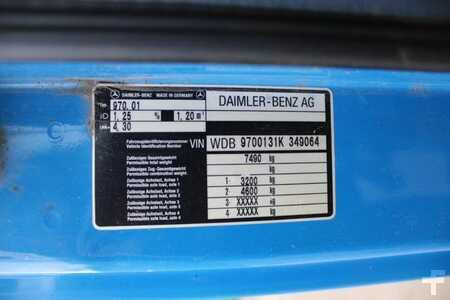 DAIMLER-BENZ MADE IN GERMANY
970.01
1,25 % 1,20 m
4,30
DAIMLER-BENZ AG
Fahrzeugidentifizierungsnummer
Vehicle Identification Number
VIN WDB 9700131K 349064
Zulässiges Gesamtgewicht
Permissible total weight
7490 kg
Zulässiges Zug.-Gesamtgewicht
Permissible combination weight
kg
Zulässige Achslast, Achse 1
Permissible axle load, axle 1
1- 3200 kg
Zulässige Achslast, Achse 2
Permissible axle load, axle 2
2- 4600 kg
Zulässige Achslast, Achse 3
Permissible axle load, axle 3
3- XXXXX kg
Zulässige Achslast, Achse 4
Permissible axle load, axle 4
4- XXXXX kg